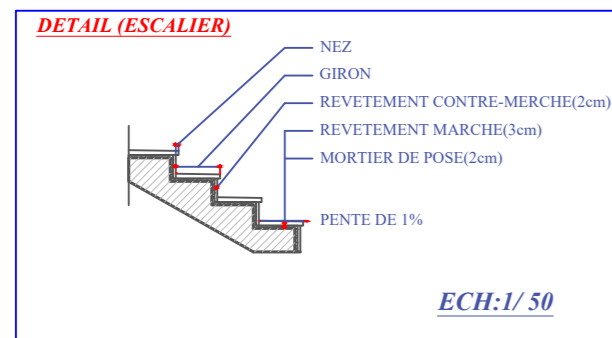 DETAIL (ESCALIER)
NEZ
GIRON
REVETEMENT CONTRE-MERCHE(2cm)
REVETEMENT MARCHE(3cm)
MORTIER DE POSE(2cm)
PENTE DE 1%
ECH:1/ 50